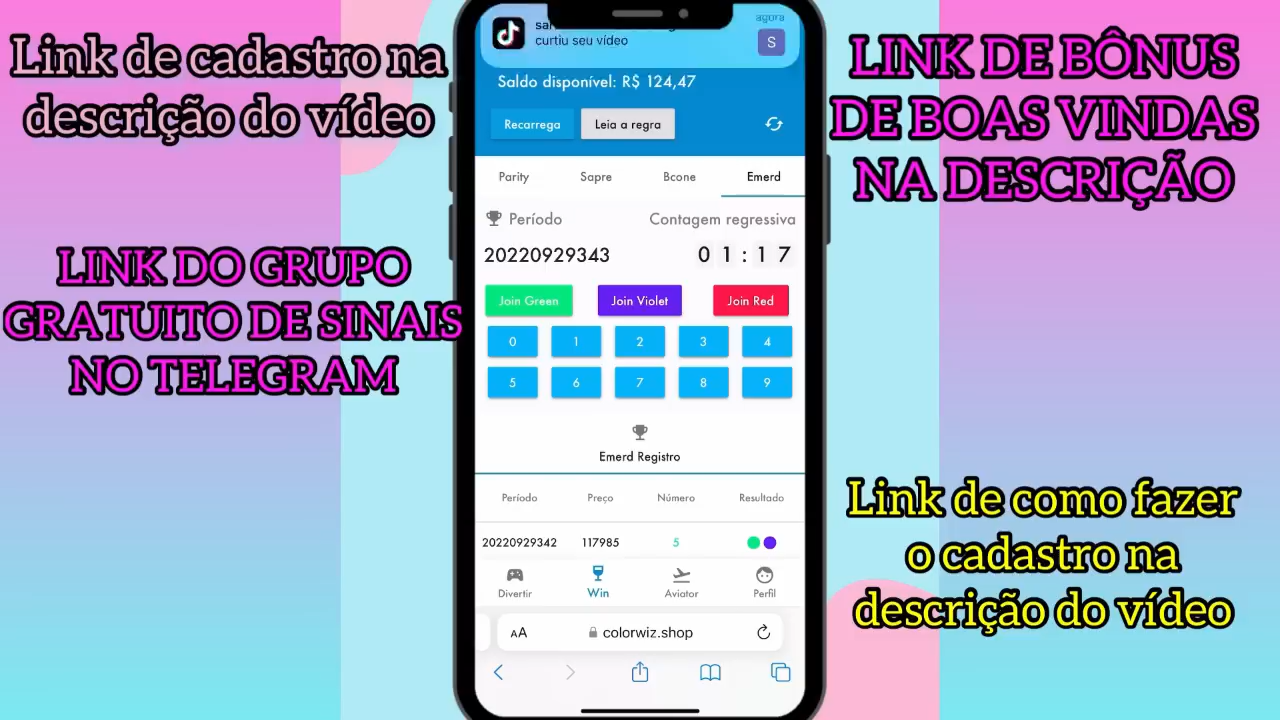 Link de cadastro na
descrição do vídeo
LINK DO GRUPO
GRATUITO DE SINAIS
NO TELEGRAM
agora
curtiu seu vídeo
S
Saldo disponível: R$ 124,47
Recarrega
Leia a regra
Parity
Sapre
Bcone
Emerd
Período
Contagem regressiva
20220929343
01:17
Join Green
Join Violet
Join Red
0 1 2 3 4
5 6 7 8 9
Emerd Registro
Período Preço Número Resultado
20220929342 117985 5
Divertir Win Aviator Perfil
AA
colorwiz.shop
LINK DE BÔNUS
DE BOAS VINDAS
NA DESCRIÇÃO
Link de como fazer
o cadastro na
descrição do vídeo